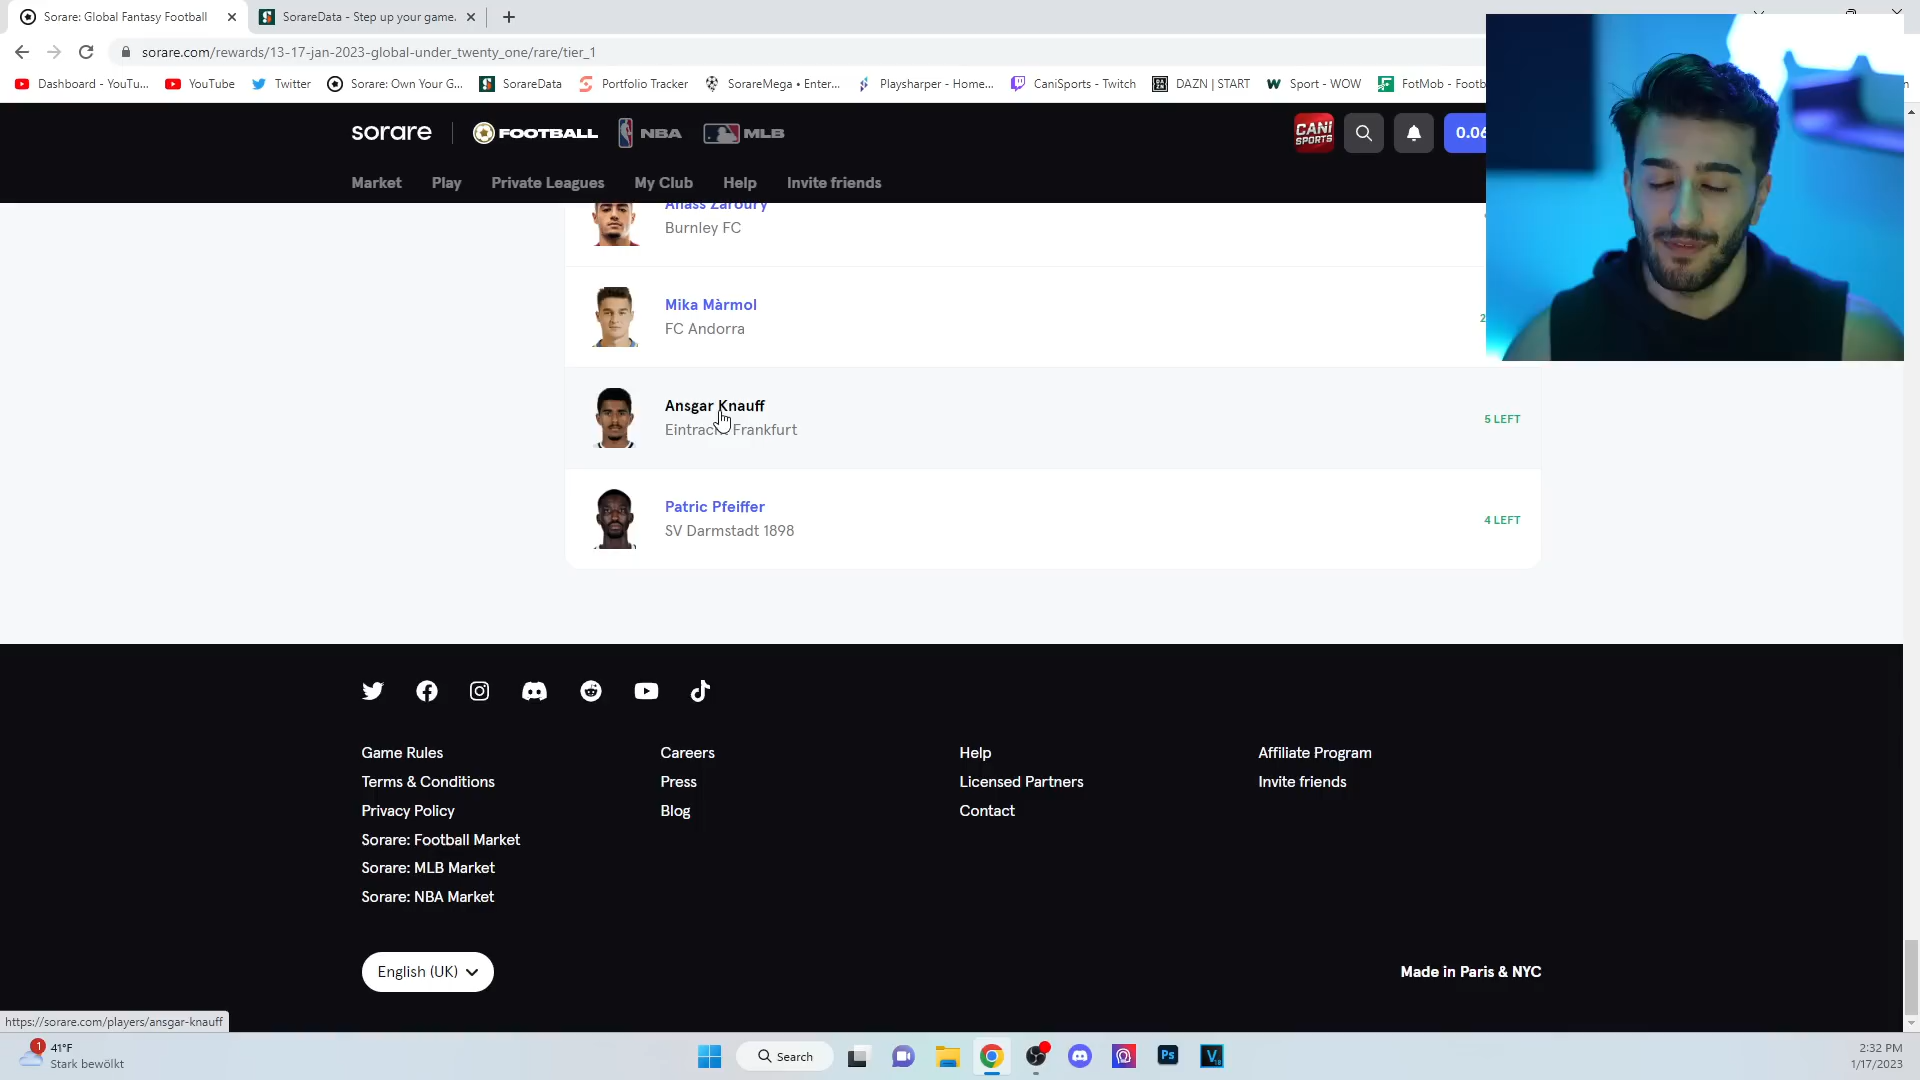 Sorare: Global Fantasy Football
SorareData - Step up your game.
sorare.com/rewards/13-17-jan-2023-global-under_twenty_one/rare/tier_1
Dashboard - YouTu...
YouTube
Twitter
Sorare: Own Your G...
SorareData
Portfolio Tracker
SorareMega • Enter...
Playsharper - Home...
CaniSports - Twitch
DAZN | START
Sport - WOW
FotMob - Footb
sorare
FOOTBALL
NBA
MLB
CANI
SPORTS
0.06
Market
Play
Private Leagues
My Club
Help
Invite friends
Anass Zaroury
Burnley FC
Mika Màrmol
FC Andorra
2
Ansgar Knauff
Eintracht Frankfurt
5 LEFT
Patric Pfeiffer
SV Darmstadt 1898
4 LEFT
Game Rules
Terms & Conditions
Privacy Policy
Sorare: Football Market
Sorare: MLB Market
Sorare: NBA Market
Careers
Press
Blog
Help
Licensed Partners
Contact
Affiliate Program
Invite friends
English (UK)
Made in Paris & NYC
https://sorare.com/players/ansgar-knauff
1
41°F
Stark bewölkt
Search
Ps
2:32 PM
1/17/2023